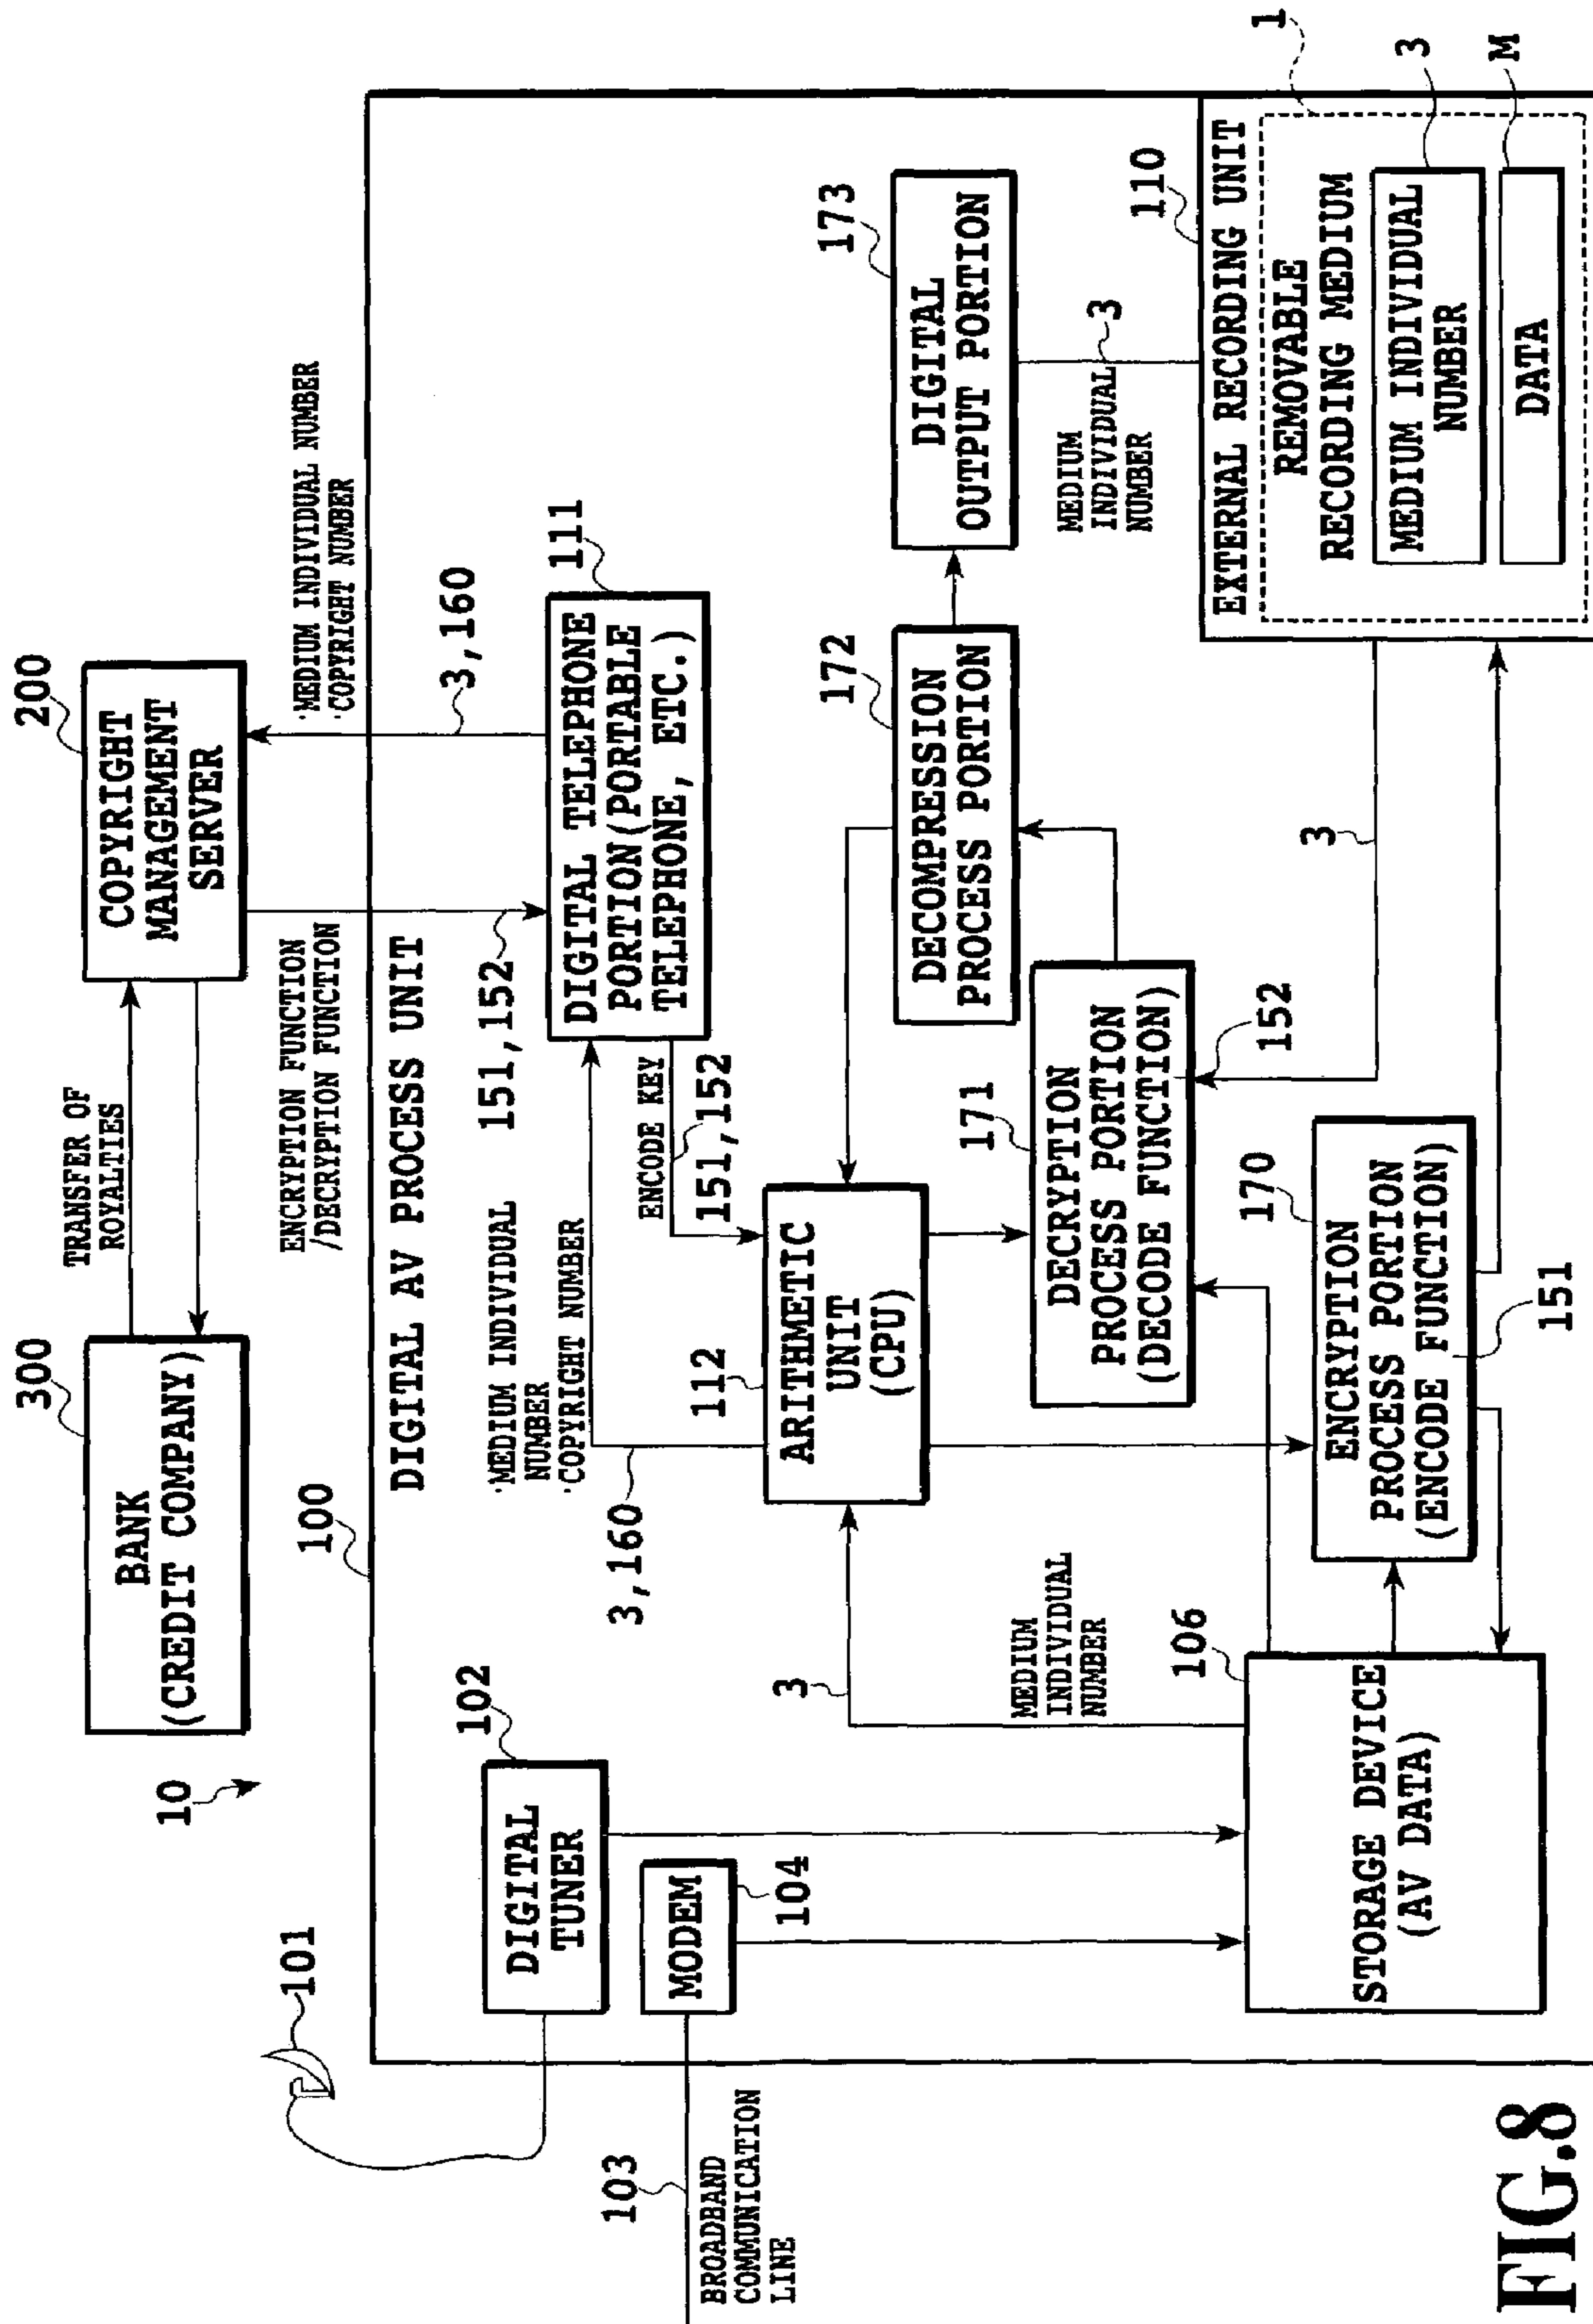 10
300
BANK
(CREDIT COMPANY)
TRANSFER OF
ROYALTIES
200
COPYRIGHT
MANAGEMENT
SERVER
100
ENCRYPTION FUNCTION
/DECRYPTION FUNCTION
151,152
·MEDIUM INDIVIDUAL NUMBER
·COPYRIGHT NUMBER
3,160
DIGITAL AV PROCESS UNIT
101
102
DIGITAL
TUNER
103
BROADBAND
COMMUNICATION
LINE
MODEM
104
·MEDIUM INDIVIDUAL
NUMBER
·COPYRIGHT NUMBER
3,160
111
DIGITAL TELEPHONE
PORTION(PORTABLE
TELEPHONE, ETC.)
ENCODE KEY
151,152
112
ARITHMETIC
UNIT
(CPU)
3
MEDIUM
INDIVIDUAL
NUMBER
172
DECOMPRESSION
PROCESS PORTION
173
DIGITAL
OUTPUT PORTION
MEDIUM
INDIVIDUAL
NUMBER
3
171
DECRYPTION
PROCESS PORTION
(DECODE FUNCTION)
152
3
106
STORAGE DEVICE
(AV DATA)
170
ENCRYPTION
PROCESS PORTION
(ENCODE FUNCTION)
151
110
EXTERNAL RECORDING UNIT
1
REMOVABLE
RECORDING MEDIUM
MEDIUM INDIVIDUAL
NUMBER
3
DATA
M
FIG.8